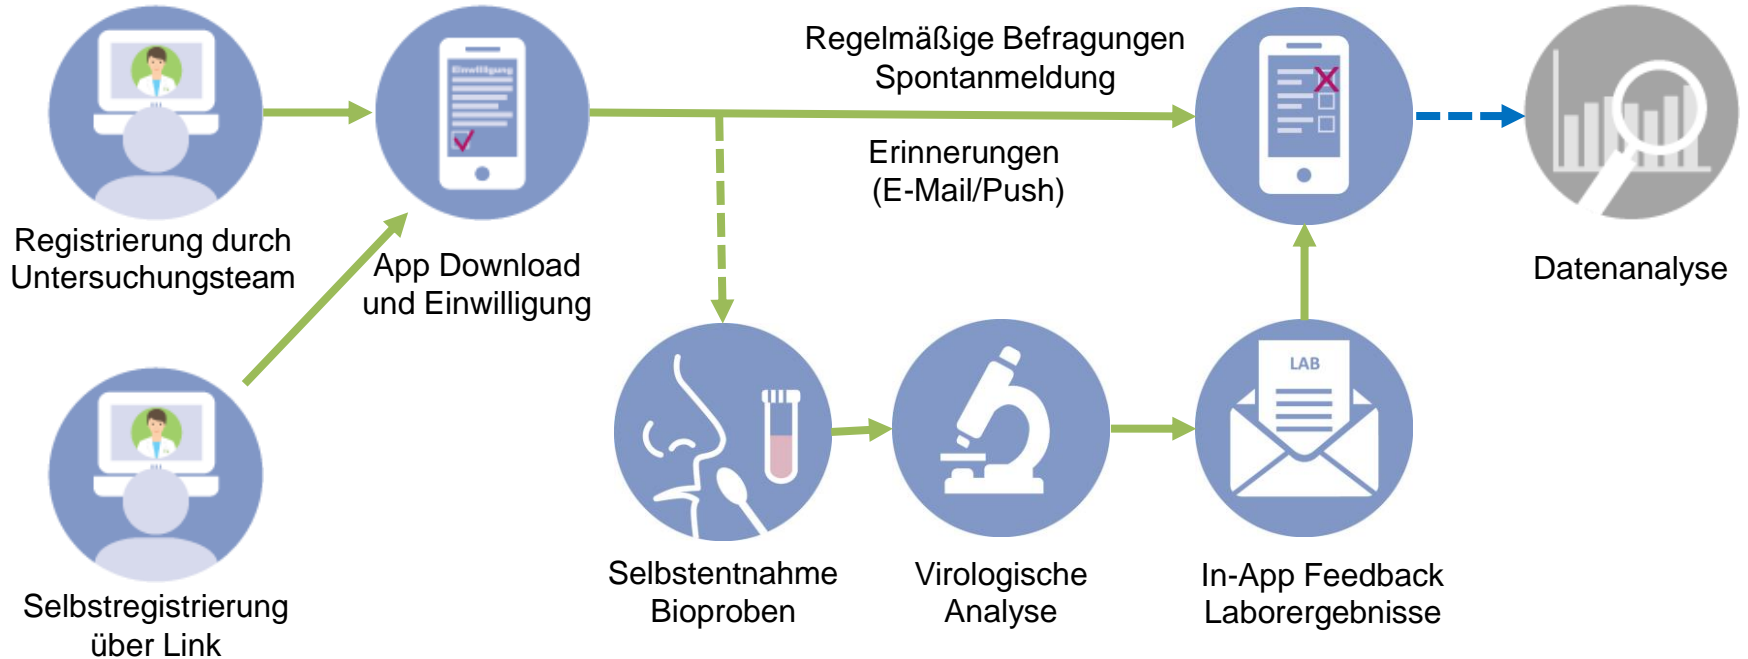 Einwilligung
Regelmäßige Befragungen
Spontanmeldung
Erinnerungen
(E-Mail/Push)
Registrierung durch
Untersuchungsteam
App Download
und Einwilligung
Datenanalyse
LAB
Selbstregistrierung
über Link
Selbstentnahme
Bioproben
Virologische
Analyse
In-App Feedback
Laborergebnisse